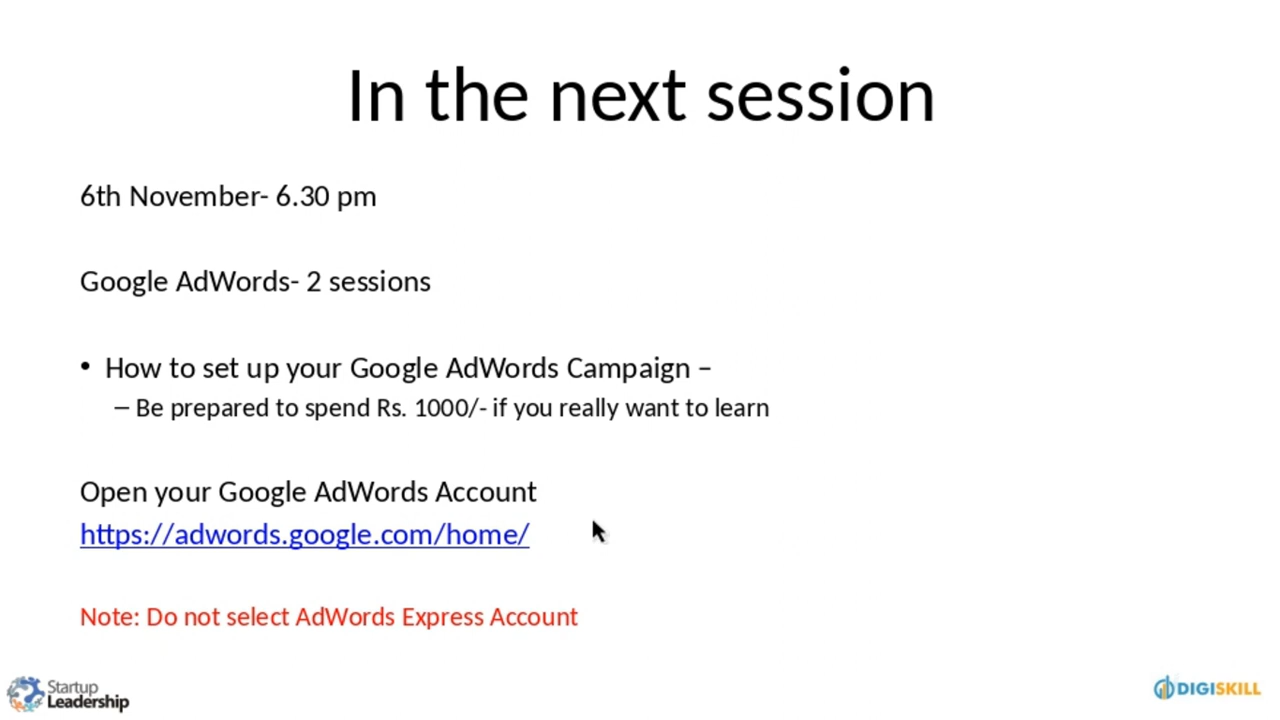 In the next session
6th November- 6.30 pm
Google AdWords- 2 sessions
• How to set up your Google AdWords Campaign –
– Be prepared to spend Rs. 1000/- if you really want to learn
Open your Google AdWords Account
https://adwords.google.com/home/
Note: Do not select AdWords Express Account
Startup
Leadership
DIGISKILL